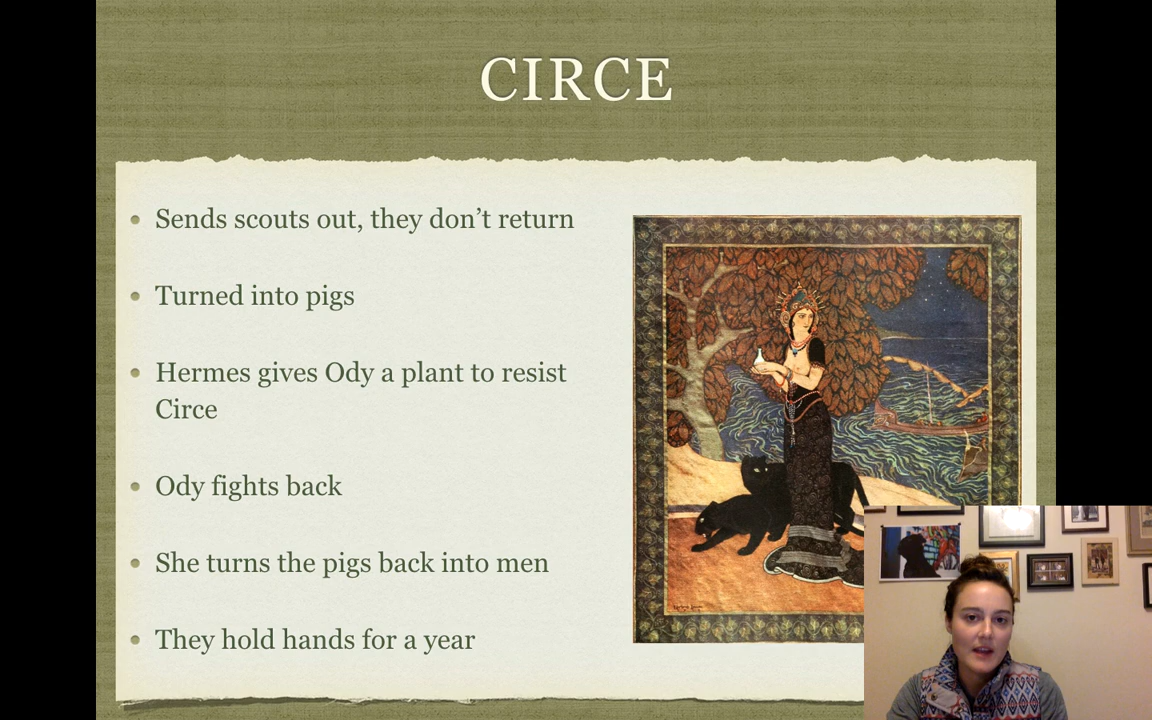 CIRCE
Sends scouts out, they don’t return
Turned into pigs
Hermes gives Ody a plant to resist
Circe
Ody fights back
She turns the pigs back into men
They hold hands for a year